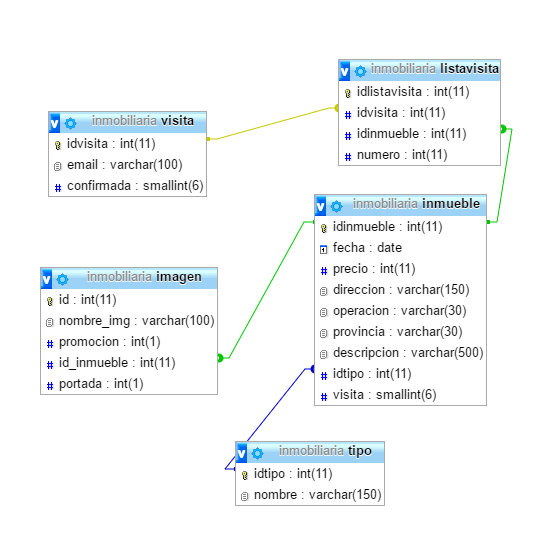 inmobiliaria listavisita
idlistavisita : int(11)
idvisita : int(11)
idinmueble : int(11)
numero : int(11)
inmobiliaria visita
idvisita : int(11)
email : varchar(100)
confirmada : smallint(6)
inmobiliaria inmueble
idinmueble : int(11)
fecha : date
precio : int(11)
direccion : varchar(150)
operacion : varchar(30)
provincia : varchar(30)
descripcion : varchar(500)
idtipo : int(11)
visita : smallint(6)
inmobiliaria imagen
id : int(11)
nombre_img : varchar(100)
promocion : int(1)
id_inmueble : int(11)
portada : int(1)
inmobiliaria tipo
idtipo : int(11)
nombre : varchar(150)